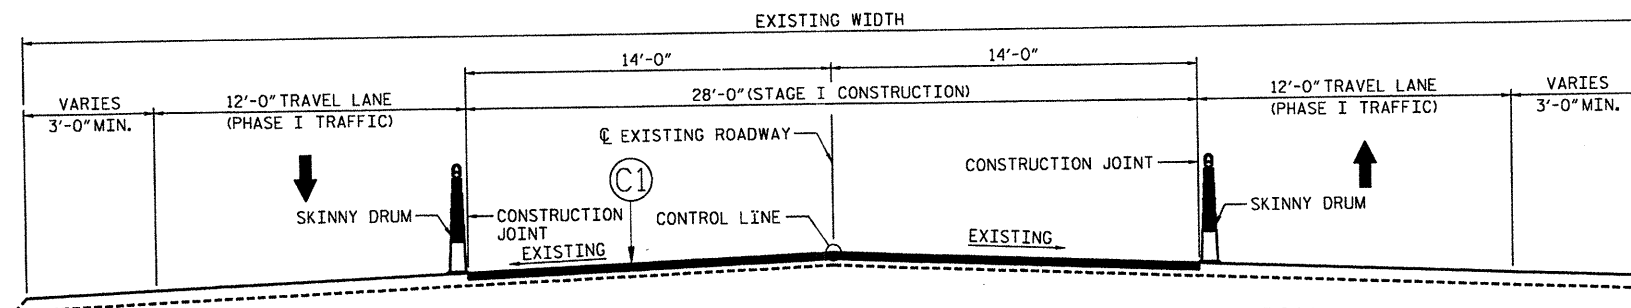 EXISTING WIDTH
14'-0"
14'-0"
VARIES
3'-0" MIN.
12'-0" TRAVEL LANE
(PHASE I TRAFFIC)
28'-0" (STAGE I CONSTRUCTION)
12'-0" TRAVEL LANE
(PHASE I TRAFFIC)
VARIES
3'-0" MIN.
℄ EXISTING ROADWAY
CONSTRUCTION JOINT
C1
SKINNY DRUM
CONSTRUCTION
JOINT
CONTROL LINE
SKINNY DRUM
EXISTING
EXISTING